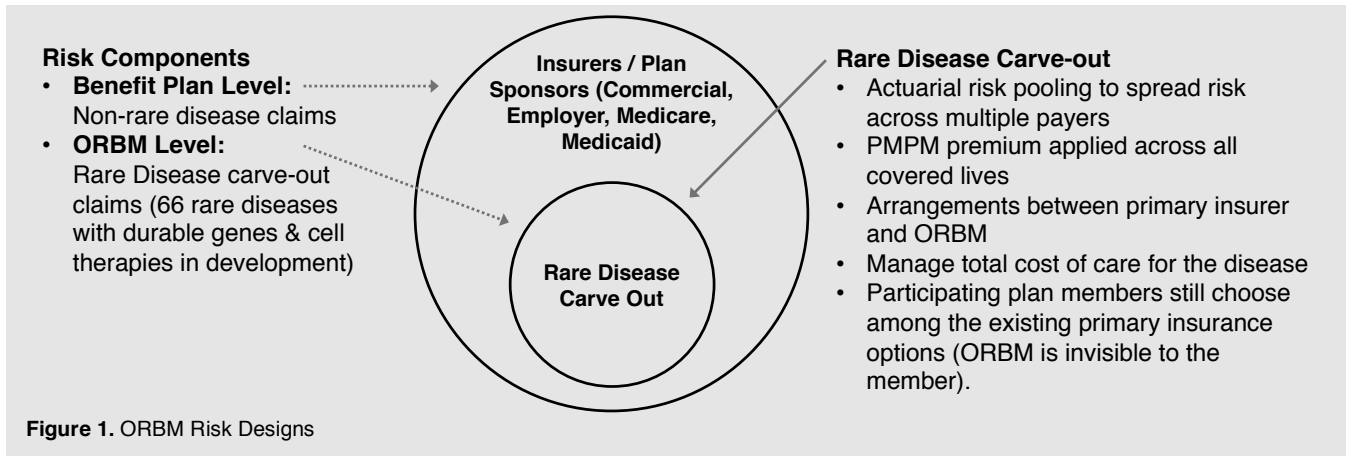 Risk Components
• Benefit Plan Level:
Non-rare disease claims
• ORBM Level:
Rare Disease carve-out
claims (66 rare diseases
with durable genes & cell
therapies in development)
Insurers / Plan
Sponsors (Commercial,
Employer, Medicare,
Medicaid)
Rare Disease
Carve Out
Rare Disease Carve-out
• Actuarial risk pooling to spread risk
across multiple payers
• PMPM premium applied across all
covered lives
• Arrangements between primary insurer
and ORBM
• Manage total cost of care for the disease
• Participating plan members still choose
among the existing primary insurance
options (ORBM is invisible to the
member).
Figure 1. ORBM Risk Designs